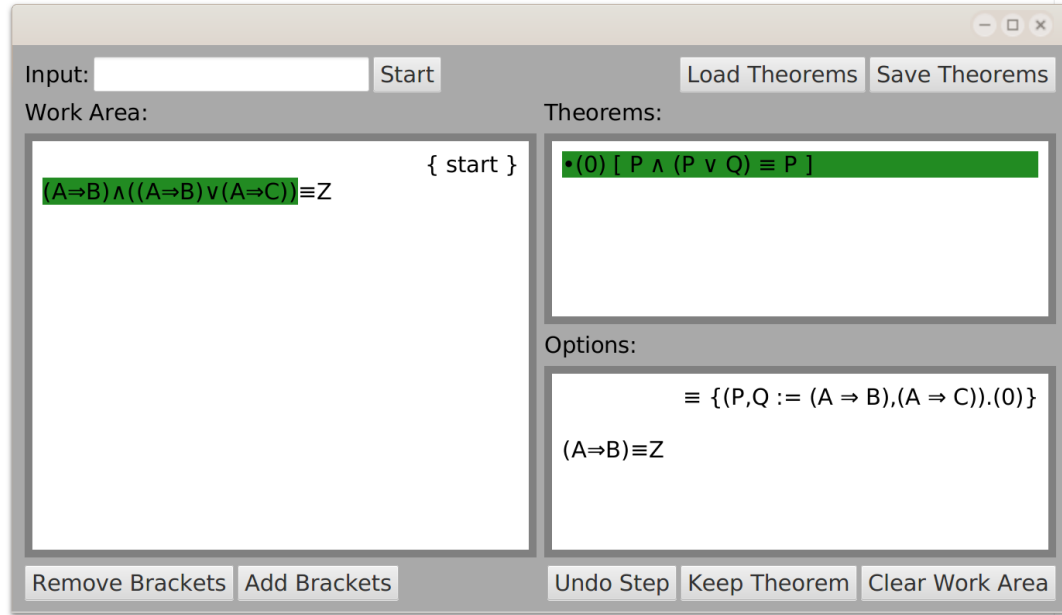 Input: Start Load Theorems Save Theorems
Work Area:
{ start }
(A⇒B)∧((A⇒B)∨(A⇒C))≡Z
Theorems:
•(0) [ P ∧ (P ∨ Q) ≡ P ]
Options:
≡ {(P,Q := (A ⇒ B),(A ⇒ C)).(0)}
(A⇒B)≡Z
Remove Brackets Add Brackets Undo Step Keep Theorem Clear Work Area